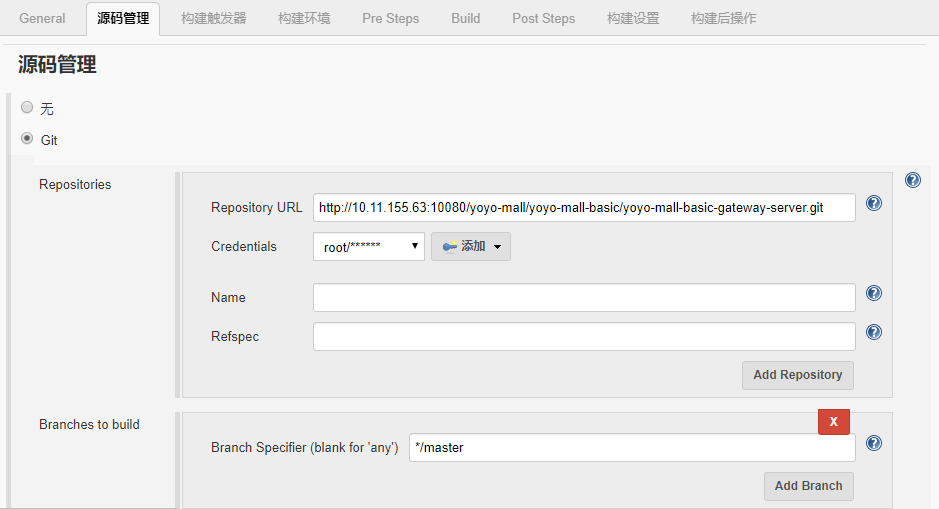 General 源码管理 构建触发器 构建环境 Pre Steps Build Post Steps 构建设置 构建后操作
源码管理
无
Git
Repositories
Repository URL http://10.11.155.63:10080/yoyo-mall/yoyo-mall-basic/yoyo-mall-basic-gateway-server.git
Credentials root/****** 添加
Name
Refspec
Add Repository
Branches to build
X
Branch Specifier (blank for 'any') */master
Add Branch